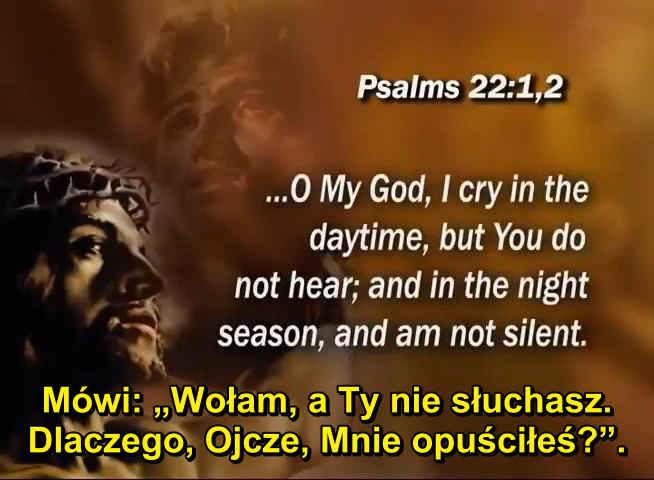 Psalms 22:1,2
...O My God, I cry in the
daytime, but You do
not hear; and in the night
season, and am not silent.
Mówi: „Wołam, a Ty nie słuchasz.
Dlaczego, Ojcze, Mnie opuściłeś?”.